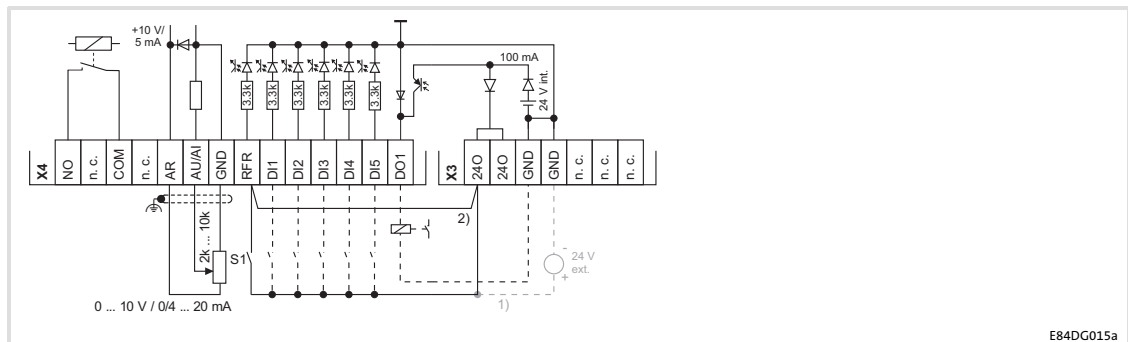 +10 V/
5 mA
100 mA
24 V int.
3.3k
3.3k
3.3k
3.3k
3.3k
3.3k
X4
NO
n. c.
COM
n. c.
AR
AU/AI
GND
RFR
DI1
DI2
DI3
DI4
DI5
DO1
X3
24O
24O
GND
GND
n. c.
n. c.
n. c.
2k ... 10k
S1
2)
- 24 V
ext.
+
1)
0 ... 10 V / 0/4 ... 20 mA
E84DG015a